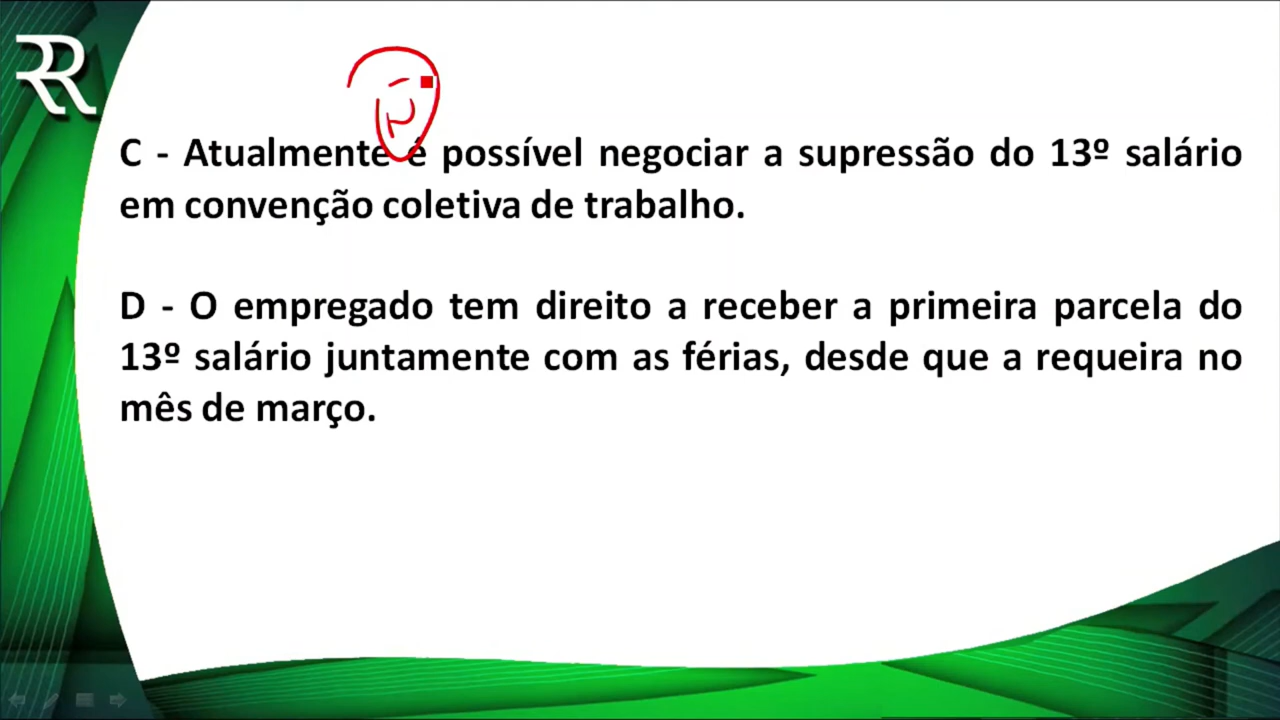 RR
C - Atualmente é possível negociar a supressão do 13º salário
em convenção coletiva de trabalho.
D - O empregado tem direito a receber a primeira parcela do
13º salário juntamente com as férias, desde que a requeira no
mês de março.